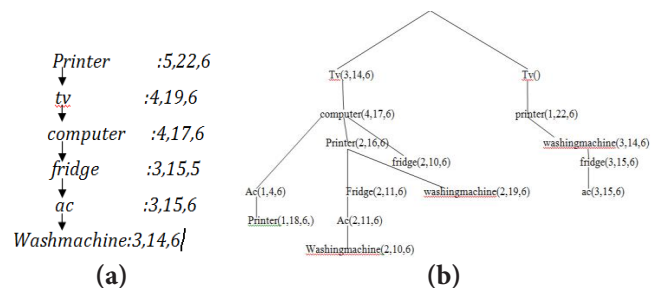 Printer :5,22,6
tv :4,19,6
computer :4,17,6
fridge :3,15,5
ac :3,15,6
Washmachine:3,14,6
(a)
Tv(3,14,6) Tv()
computer(4,17,6) printer(1,22,6)
Printer(2,16,6) washingmachine(3,14,6)
fridge(2,10,6) fridge(3,15,6)
Ac(1,4,6) Fridge(2,11,6) washingmachine(2,19,6) ac(3,15,6)
Printer(1,18,6,) Ac(2,11,6)
Washingmachine(2,10,6)
(b)